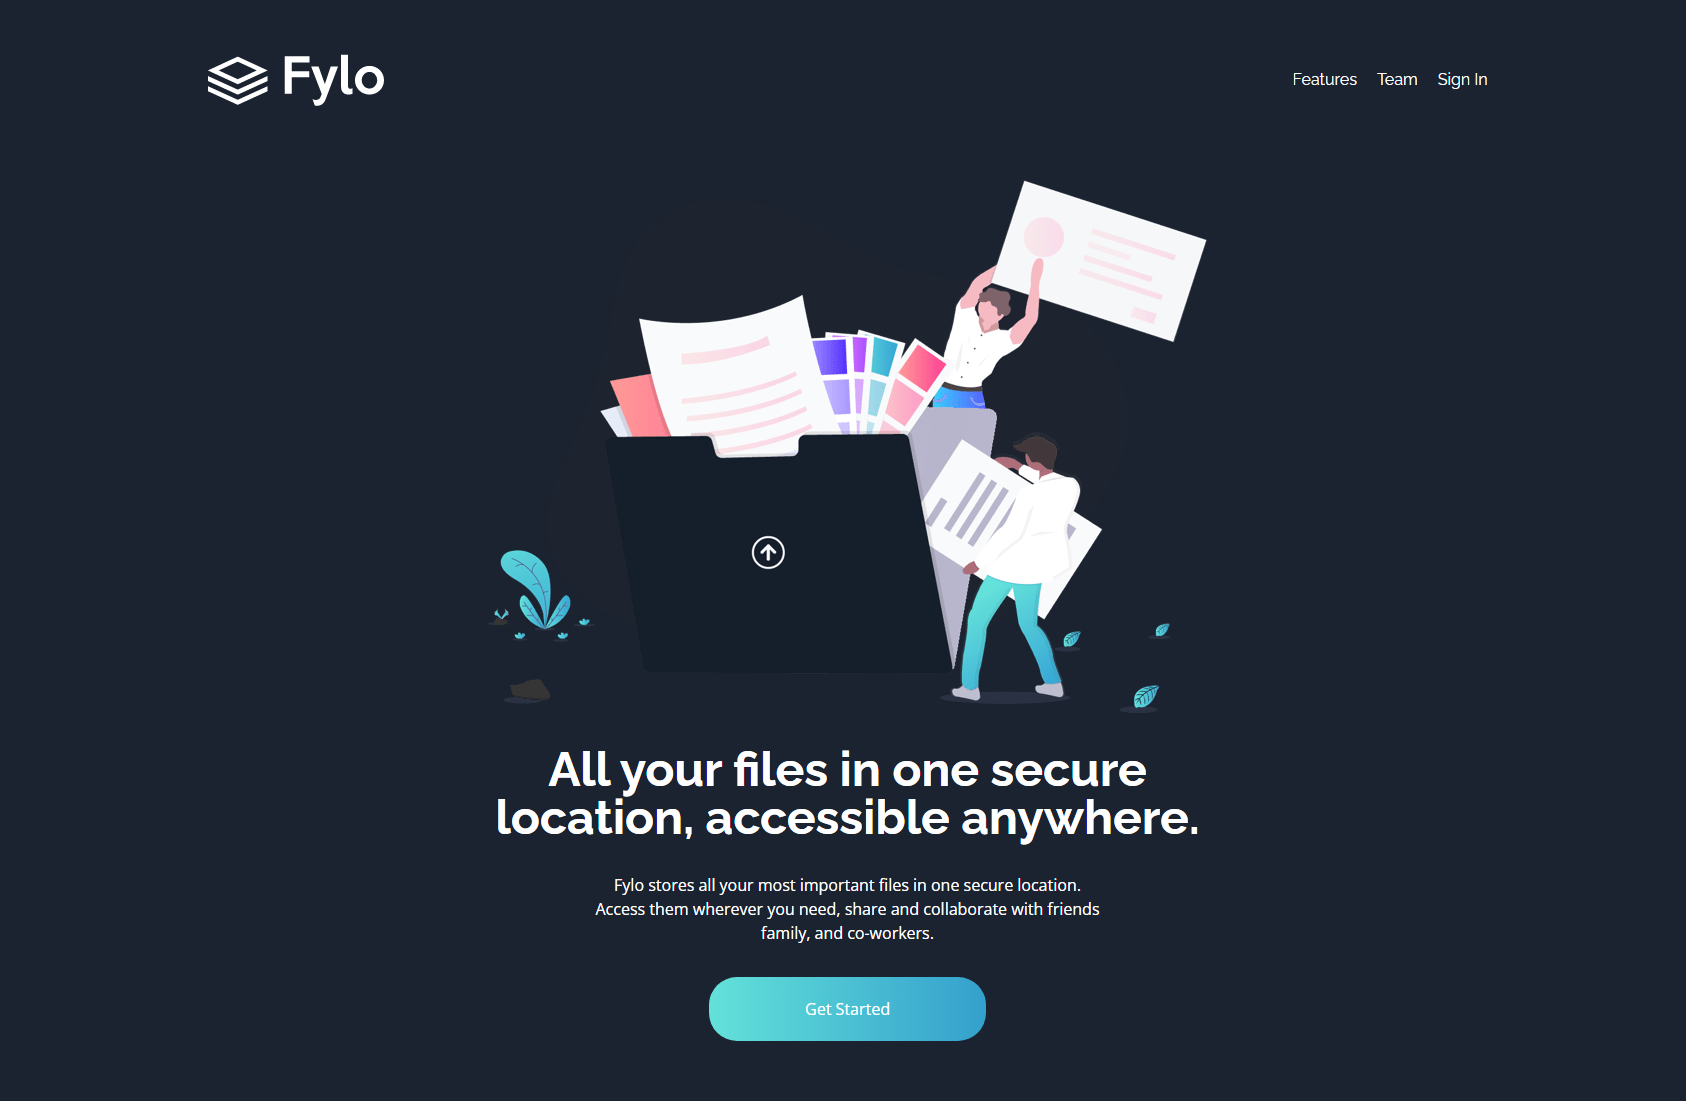 Fylo
Features Team Sign In
All your files in one secure
location, accessible anywhere.
Fylo stores all your most important files in one secure location.
Access them wherever you need, share and collaborate with friends
family, and co-workers.
Get Started